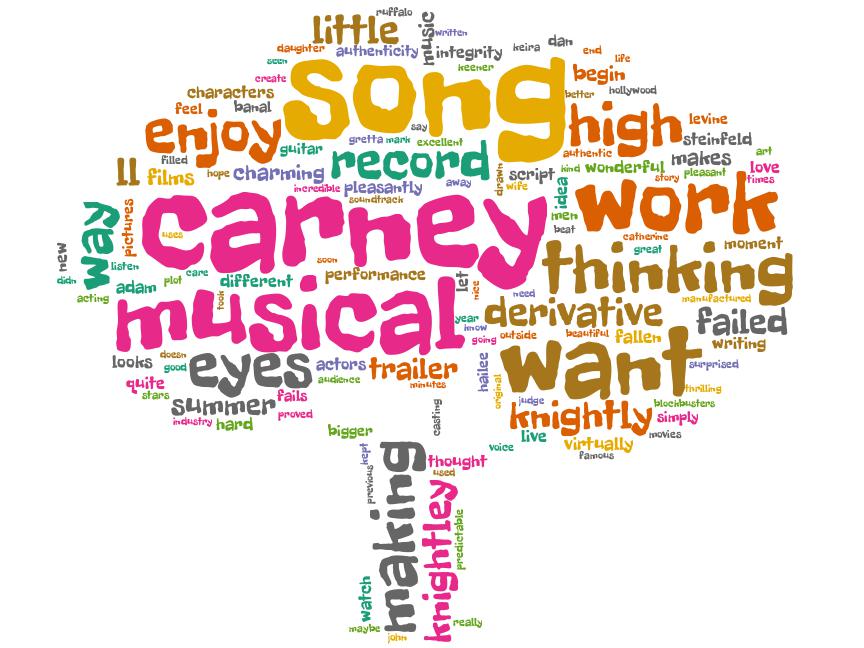 ruffalo
little
music
written
daughter
authenticity
integrity
keira
dan
end
life
seen
song
keener
create
begin
better
hollywood
characters
feel
banal
enjoy
say
high
levine
guitar
gretta
mark
excellent
steinfeld
filled
record
authentic
makes
art
ll
films
hope
charming
incredible
pleasantly
away
drawn
script
kind
wonderful
pleasant
love
story
times
wife
soundtrack
idea
work
way
pictures
carney
men
uses
beat
catherine
new
listen
soon
great
moment
didn
adam
plot
care
different
performance
let
nice
thinking
acting
took
need
manufactured
musical
year
derivative
failed
know
going
outside
beautiful
fallen
writing
looks
doesn
good
eyes
actors
trailer
hailee
want
surprised
audience
minutes
quite
stars
original
thrilling
summer
fails
judge
blockbusters
industry
hard
proved
casting
knightly
simply
bigger
live
virtually
movies
voice
famous
kept
previous
making
thought
used
knightley
predictable
watch
maybe
john
really